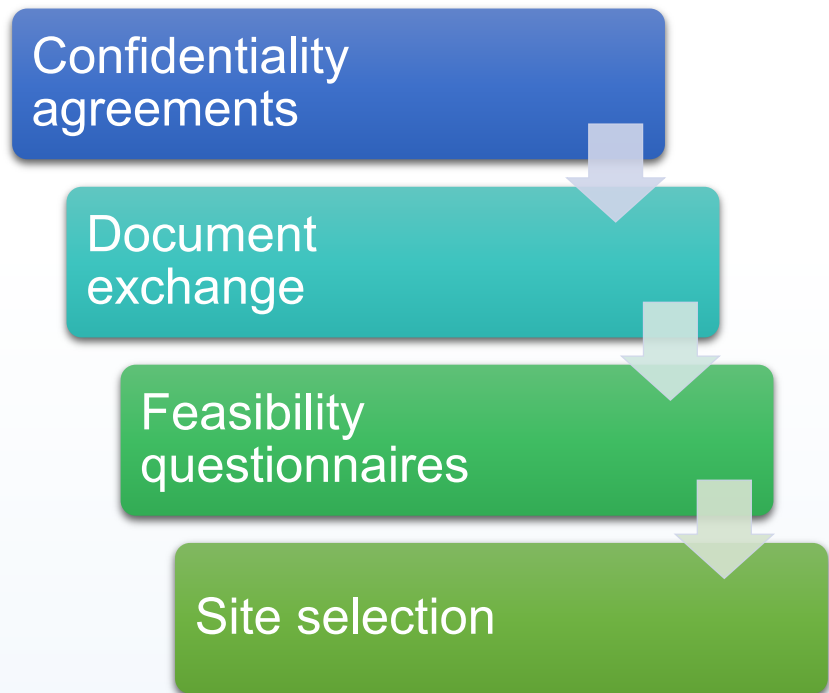 Confidentiality
agreements
Document
exchange
Feasibility
questionnaires
Site selection